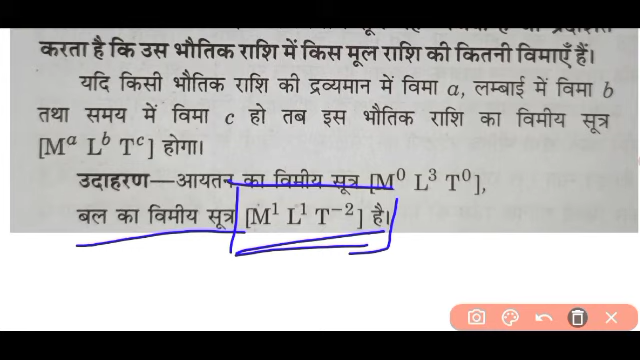 करता है कि उस भौतिक राशि में किस मूल राशि की कितनी विमाएँ हैं।
यदि किसी भौतिक राशि की द्रव्यमान में विमा a, लम्बाई में विमा b
तथा समय में विमा c हो तब इस भौतिक राशि का विमीय सूत्र
[Mᵃ Lᵇ Tᶜ] होगा।
उदाहरण—आयतन का विमीय सूत्र [M⁰ L³ T⁰],
बल का विमीय सूत्र [M¹ L¹ T⁻²] है।